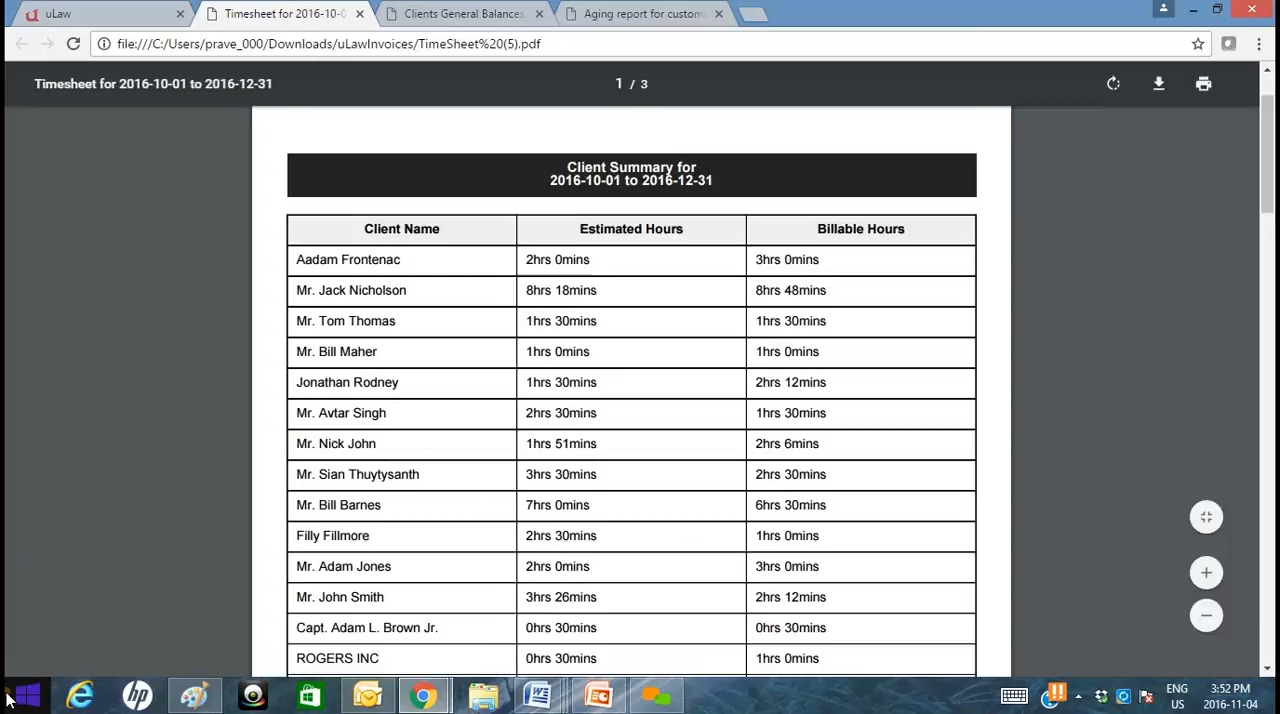 uLaw
Timesheet for 2016-10-0
Clients General Balances
Aging report for custom
file:///C:/Users/prave_000/Downloads/uLawInvoices/TimeSheet%20(5).pdf
Timesheet for 2016-10-01 to 2016-12-31
1 / 3
Client Summary for
2016-10-01 to 2016-12-31
Client Name Estimated Hours Billable Hours
Aadam Frontenac 2hrs 0mins 3hrs 0mins
Mr. Jack Nicholson 8hrs 18mins 8hrs 48mins
Mr. Tom Thomas 1hrs 30mins 1hrs 30mins
Mr. Bill Maher 1hrs 0mins 1hrs 0mins
Jonathan Rodney 1hrs 30mins 2hrs 12mins
Mr. Avtar Singh 2hrs 30mins 1hrs 30mins
Mr. Nick John 1hrs 51mins 2hrs 6mins
Mr. Sian Thuytysanth 3hrs 30mins 2hrs 30mins
Mr. Bill Barnes 7hrs 0mins 6hrs 30mins
Filly Fillmore 2hrs 30mins 1hrs 0mins
Mr. Adam Jones 2hrs 0mins 3hrs 0mins
Mr. John Smith 3hrs 26mins 2hrs 12mins
Capt. Adam L. Brown Jr. 0hrs 30mins 0hrs 30mins
ROGERS INC 0hrs 30mins 1hrs 0mins
ENG 3:52 PM
US 2016-11-04